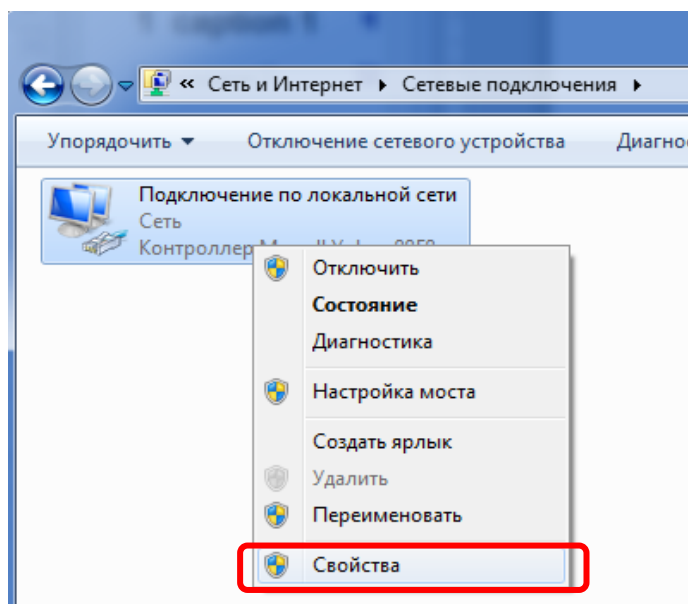 « Сеть и Интернет ▸ Сетевые подключения ▸
Упорядочить ▼ Отключение сетевого устройства
Подключение по локальной сети
Сеть
Контроллер
Отключить
Состояние
Диагностика
Настройка моста
Создать ярлык
Удалить
Переименовать
Свойства